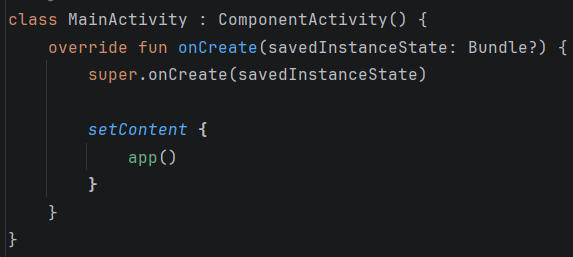 class MainActivity : ComponentActivity() {
    override fun onCreate(savedInstanceState: Bundle?) {
        super.onCreate(savedInstanceState)
        setContent {
            app()
        }
    }
}